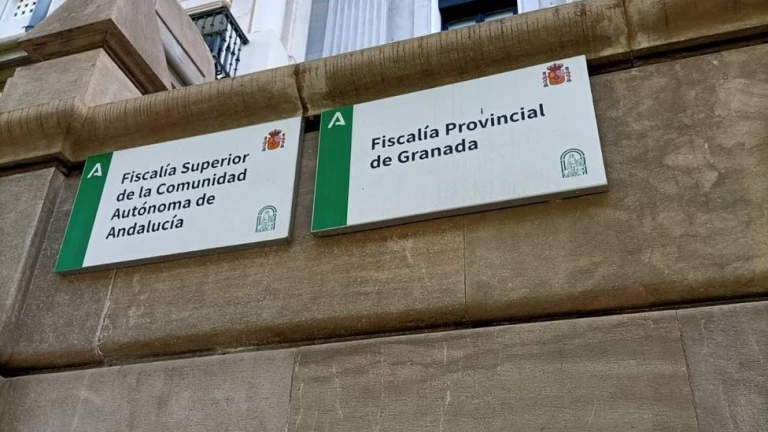 Fiscalía Superior
de la Comunidad
Autónoma de
Andalucía
Fiscalía Provincial
de Granada